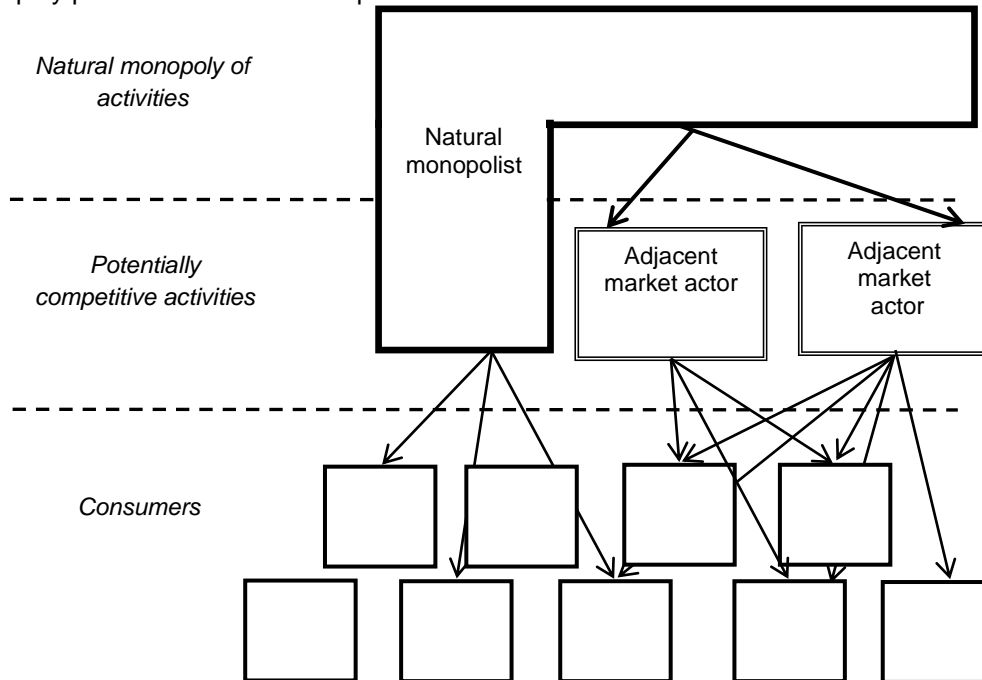 Natural monopoly of
activities
Natural
monopolist
Potentially
competitive activities
Adjacent
market actor
Adjacent
market
actor
Consumers